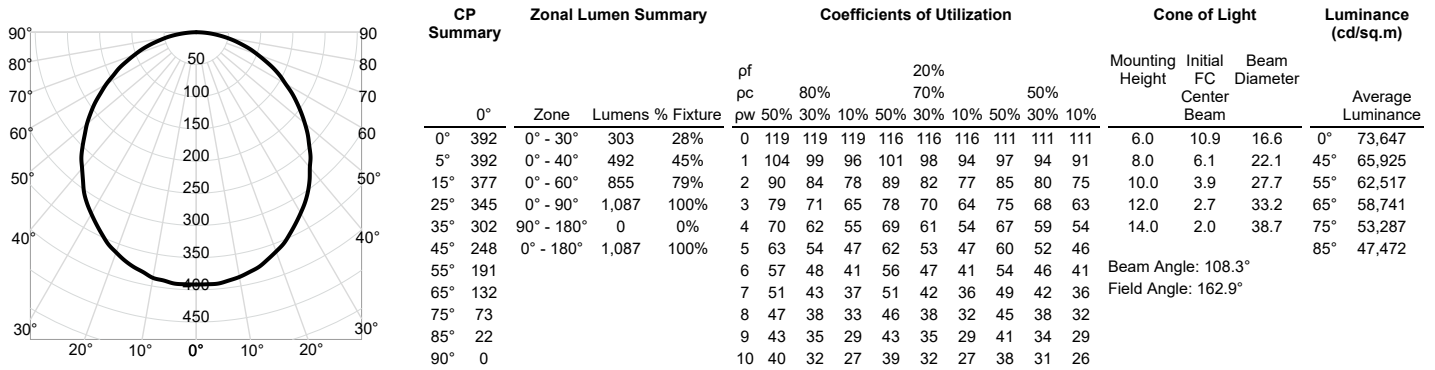 CP Summary
0°
0° 392
5° 392
15° 377
25° 345
35° 302
45° 248
55° 191
65° 132
75° 73
85° 22
90° 0
Zonal Lumen Summary
Zone Lumens % Fixture
0° - 30° 303 28%
0° - 40° 492 45%
0° - 60° 855 79%
0° - 90° 1,087 100%
90° - 180° 0 0%
0° - 180° 1,087 100%
Coefficients of Utilization
ρf 20%
ρc 80% 70% 50%
ρw 50% 30% 10% 50% 30% 10% 50% 30% 10%
0 119 119 119 116 116 116 111 111 111
1 104 99 96 101 98 94 97 94 91
2 90 84 78 89 82 77 85 80 75
3 79 71 65 78 70 64 75 68 63
4 70 62 55 69 61 54 67 59 54
5 63 54 47 62 53 47 60 52 46
6 57 48 41 56 47 41 54 46 41
7 51 43 37 51 42 36 49 42 36
8 47 38 33 46 38 32 45 38 32
9 43 35 29 43 35 29 41 34 29
10 40 32 27 39 32 27 38 31 26
Cone of Light
Mounting Height Initial FC Center Beam Beam Diameter
6.0 10.9 16.6
8.0 6.1 22.1
10.0 3.9 27.7
12.0 2.7 33.2
14.0 2.0 38.7
Beam Angle: 108.3°
Field Angle: 162.9°
Luminance
(cd/sq.m)
Average
Luminance
0° 73,647
45° 65,925
55° 62,517
65° 58,741
75° 53,287
85° 47,472
90° 90
80° 80
70° 70
60° 60
50° 50°
40° 40°
30° 30°
20° 10° 0° 10° 20°
50
100
150
200
250
300
350
400
450